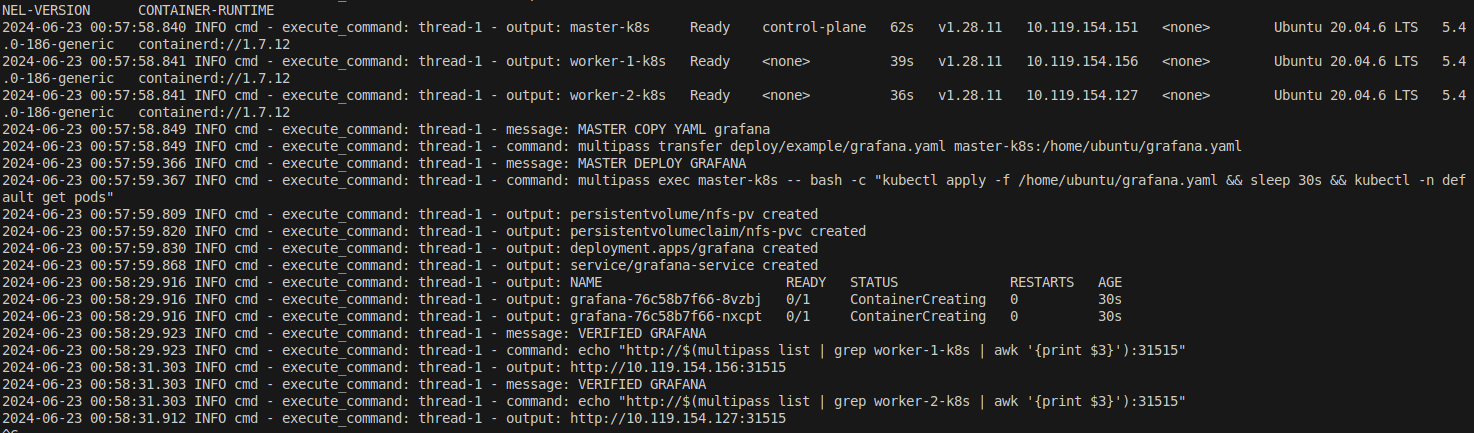 NEL-VERSION      CONTAINER-RUNTIME
2024-06-23 00:57:58.840 INFO cmd - execute_command: thread-1 - output: master-k8s     Ready    control-plane   62s   v1.28.11   10.119.154.151   <none>        Ubuntu 20.04.6 LTS   5.4
.0-186-generic   containerd://1.7.12
2024-06-23 00:57:58.841 INFO cmd - execute_command: thread-1 - output: worker-1-k8s   Ready    <none>          39s   v1.28.11   10.119.154.156   <none>        Ubuntu 20.04.6 LTS   5.4
.0-186-generic   containerd://1.7.12
2024-06-23 00:57:58.841 INFO cmd - execute_command: thread-1 - output: worker-2-k8s   Ready    <none>          36s   v1.28.11   10.119.154.127   <none>        Ubuntu 20.04.6 LTS   5.4
.0-186-generic   containerd://1.7.12
2024-06-23 00:57:58.849 INFO cmd - execute_command: thread-1 - message: MASTER COPY YAML grafana
2024-06-23 00:57:58.849 INFO cmd - execute_command: thread-1 - command: multipass transfer deploy/example/grafana.yaml master-k8s:/home/ubuntu/grafana.yaml
2024-06-23 00:57:59.366 INFO cmd - execute_command: thread-1 - message: MASTER DEPLOY GRAFANA
2024-06-23 00:57:59.367 INFO cmd - execute_command: thread-1 - command: multipass exec master-k8s -- bash -c "kubectl apply -f /home/ubuntu/grafana.yaml && sleep 30s && kubectl -n def
ault get pods"
2024-06-23 00:57:59.809 INFO cmd - execute_command: thread-1 - output: persistentvolume/nfs-pv created
2024-06-23 00:57:59.820 INFO cmd - execute_command: thread-1 - output: persistentvolumeclaim/nfs-pvc created
2024-06-23 00:57:59.830 INFO cmd - execute_command: thread-1 - output: deployment.apps/grafana created
2024-06-23 00:57:59.868 INFO cmd - execute_command: thread-1 - output: service/grafana-service created
2024-06-23 00:58:29.916 INFO cmd - execute_command: thread-1 - output: NAME                       READY   STATUS              RESTARTS   AGE
2024-06-23 00:58:29.916 INFO cmd - execute_command: thread-1 - output: grafana-76c58b7f66-8vzbj   0/1     ContainerCreating   0          30s
2024-06-23 00:58:29.916 INFO cmd - execute_command: thread-1 - output: grafana-76c58b7f66-nxcpt   0/1     ContainerCreating   0          30s
2024-06-23 00:58:29.923 INFO cmd - execute_command: thread-1 - message: VERIFIED GRAFANA
2024-06-23 00:58:29.923 INFO cmd - execute_command: thread-1 - command: echo "http://$(multipass list | grep worker-1-k8s | awk '{print $3}'):31515"
2024-06-23 00:58:31.303 INFO cmd - execute_command: thread-1 - output: http://10.119.154.156:31515
2024-06-23 00:58:31.303 INFO cmd - execute_command: thread-1 - message: VERIFIED GRAFANA
2024-06-23 00:58:31.303 INFO cmd - execute_command: thread-1 - command: echo "http://$(multipass list | grep worker-2-k8s | awk '{print $3}'):31515"
2024-06-23 00:58:31.912 INFO cmd - execute_command: thread-1 - output: http://10.119.154.127:31515